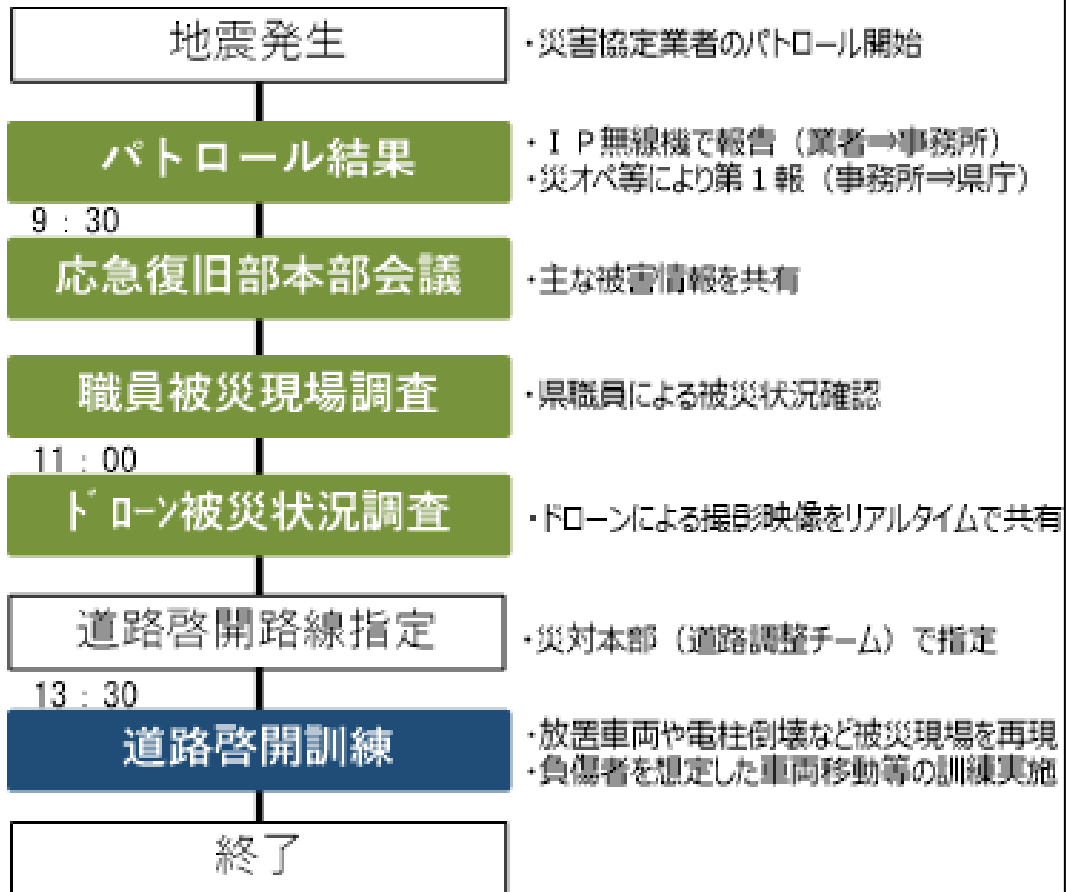 地震発生
・災害協定業者のパトロール開始
パトロール結果
・ＩＰ無線機で報告（業者⇒事務所）
・災オペ等により第１報（事務所⇒県庁）
9：30
応急復旧部本部会議
・主な被害情報を共有
職員被災現場調査
・県職員による被災状況確認
11：00
ﾄﾞﾛｰﾝ被災状況調査
・ドローンによる撮影映像をリアルタイムで共有
道路啓開路線指定
・災対本部（道路調整チーム）で指定
13：30
道路啓開訓練
・放置車両や電柱倒壊など被災現場を再現
・負傷者を想定した車両移動等の訓練実施
終了